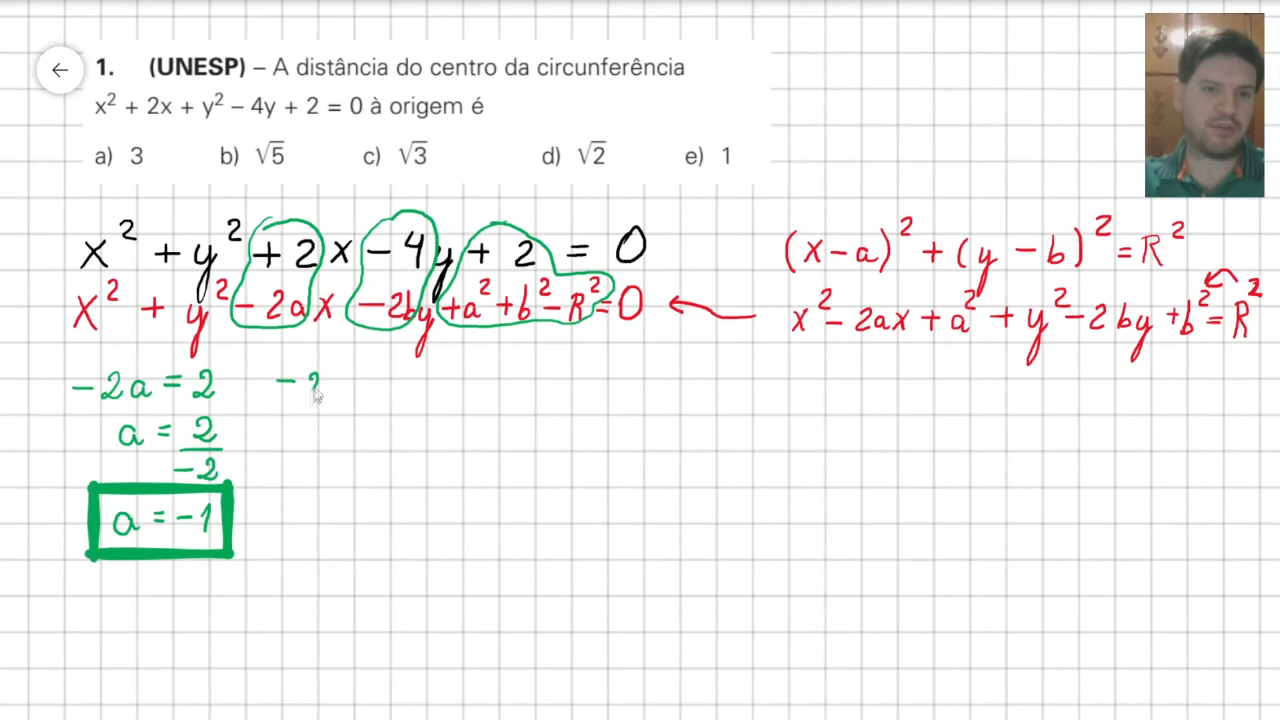 1. (UNESP) – A distância do centro da circunferência
x² + 2x + y² – 4y + 2 = 0 à origem é
a) 3 b) √5 c) √3 d) √2 e) 1
x² + y² + 2x - 4y + 2 = 0
x² + y² - 2ax - 2by + a² + b² - R² = 0
(x - a)² + (y - b)² = R²
x² - 2ax + a² + y² - 2by + b² = R²
-2a = 2
a = 2/-2
a = -1
-